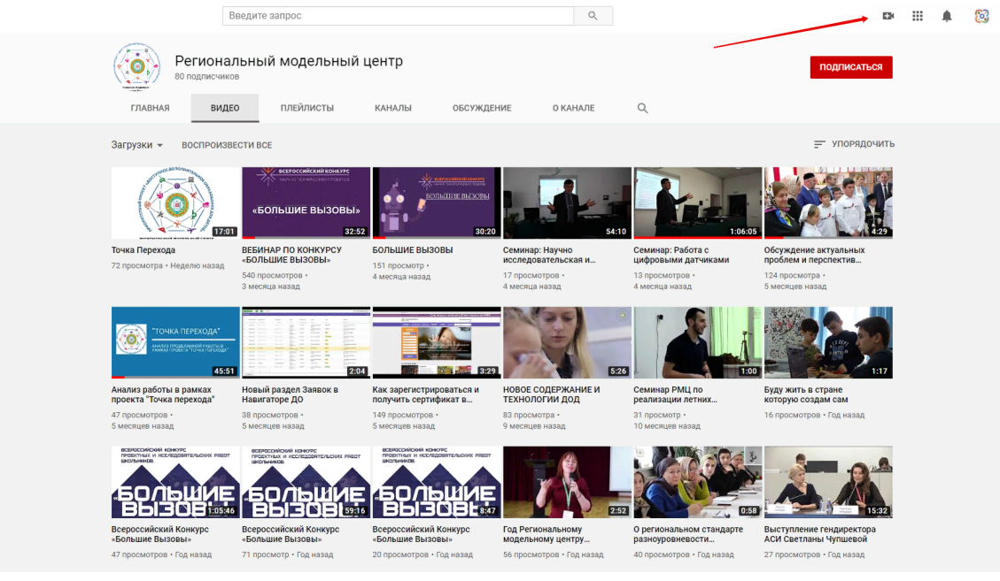 Введите запрос
Региональный модельный центр
80 подписчиков
ПОДПИСАТЬСЯ
ГЛАВНАЯ ВИДЕО ПЛЕЙЛИСТЫ КАНАЛЫ ОБСУЖДЕНИЕ О КАНАЛЕ
Загрузки ВОСПРОИЗВЕСТИ ВСЕ УПОРЯДОЧИТЬ
17:01
Точка Перехода
72 просмотра • Неделю назад
ВСЕРОССИЙСКИЙ КОНКУРС
НАУЧНО-ТЕХНИЧЕСКИХ ПРОЕКТОВ
«БОЛЬШИЕ ВЫЗОВЫ»
32:52
ВЕБИНАР ПО КОНКУРСУ
«БОЛЬШИЕ ВЫЗОВЫ»
540 просмотров •
3 месяца назад
БОЛЬШИЕ ВЫЗОВЫ
30:20
БОЛЬШИЕ ВЫЗОВЫ
151 просмотр •
4 месяца назад
54:10
Семинар: Научно
исследовательская и...
17 просмотров •
4 месяца назад
1:06:05
Семинар: Работа с
цифровыми датчиками
13 просмотров •
4 месяца назад
4:29
Обсуждение актуальных
проблем и перспектив...
124 просмотра •
5 месяцев назад
"ТОЧКА ПЕРЕХОДА"
АНАЛИЗ ПРОДЕЛАННОЙ РАБОТЫ В
РАМКАХ ПРОЕКТА "ТОЧКА ПЕРЕХОДА"
45:51
Анализ работы в рамках
проекта "Точка перехода"
47 просмотров •
5 месяцев назад
2:04
Новый раздел Заявок в
Навигаторе ДО
38 просмотров •
5 месяцев назад
3:29
Как зарегистрироваться и
получить сертификат в...
149 просмотров •
5 месяцев назад
5:26
НОВОЕ СОДЕРЖАНИЕ И
ТЕХНОЛОГИИ ДОД
83 просмотра •
9 месяцев назад
1:00
Семинар РМЦ по
реализации летних...
31 просмотр •
10 месяцев назад
1:17
Буду жить в стране
которую создам сам
16 просмотров • Год назад
ВСЕРОССИЙСКИЙ КОНКУРС
ПРОЕКТНЫХ И ИССЛЕДОВАТЕЛЬСКИХ РАБОТ
ШКОЛЬНИКОВ
БОЛЬШИЕ
ВЫЗОВЫ
1:05:46
Всероссийский Конкурс
«Большие Вызовы»
47 просмотров • Год назад
ВСЕРОССИЙСКИЙ КОНКУРС
ПРОЕКТНЫХ И ИССЛЕДОВАТЕЛЬСКИХ РАБОТ
ШКОЛЬНИКОВ
БОЛЬШИЕ
ВЫЗОВЫ
59:16
Всероссийский Конкурс
«Большие Вызовы»
71 просмотр • Год назад
ВСЕРОССИЙСКИЙ КОНКУРС
ПРОЕКТНЫХ И ИССЛЕДОВАТЕЛЬСКИХ РАБОТ
ШКОЛЬНИКОВ
БОЛЬШИЕ
ВЫЗОВЫ
8:47
Всероссийский Конкурс
«Большие Вызовы»
20 просмотров • Год назад
2:52
Год Региональному
модельному центру...
56 просмотров • Год назад
0:58
О региональном стандарте
разноуровневости...
40 просмотров • Год назад
15:32
Выступление гендиректора
АСИ Светланы Чупшевой
27 просмотров • Год назад